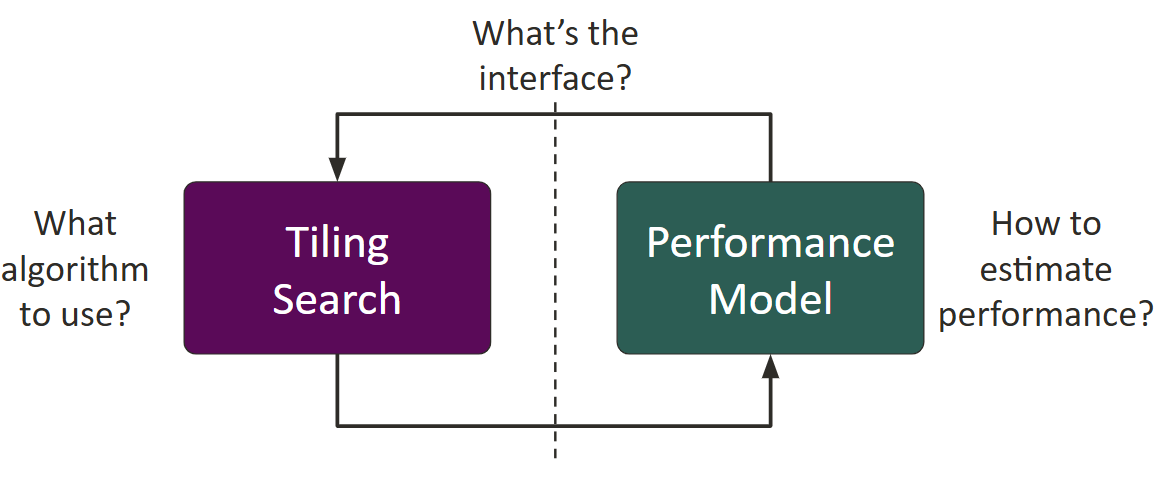 What’s the
interface?
What
algorithm
to use?
Tiling
Search
Performance
Model
How to
estimate
performance?